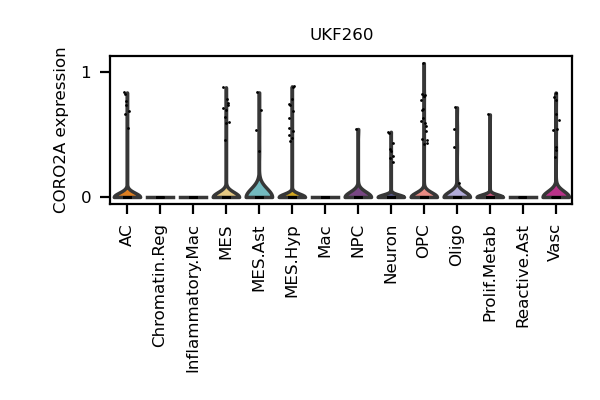 UKF260
CORO2A expression
1
0
AC
Chromatin.Reg
Inflammatory.Mac
MES
MES.Ast
MES.Hyp
Mac
NPC
Neuron
OPC
Oligo
Prolif.Metab
Reactive.Ast
Vasc